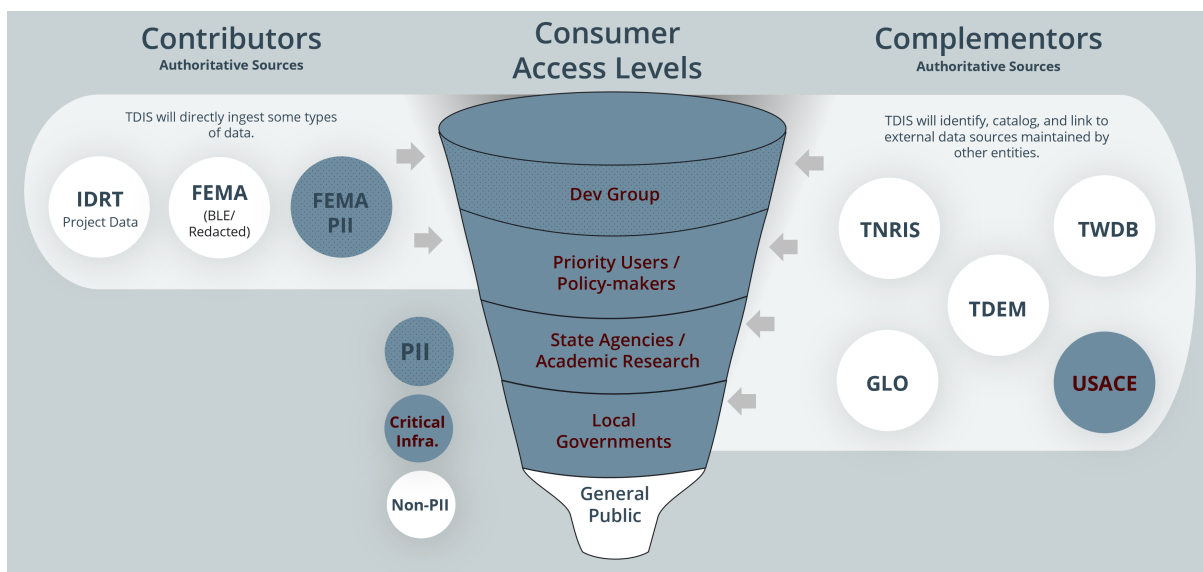 Contributors
Authoritative Sources
TDIS will directly ingest some types
of data.
IDRT
Project Data
FEMA
(BLE/
Redacted)
FEMA
PII
PII
Critical
Infra.
Non-PII
Consumer
Access Levels
Dev Group
Priority Users /
Policy-makers
State Agencies /
Academic Research
Local
Governments
General
Public
Complementors
Authoritative Sources
TDIS will identify, catalog, and link to
external data sources maintained by
other entities.
TNRIS
TWDB
TDEM
GLO
USACE